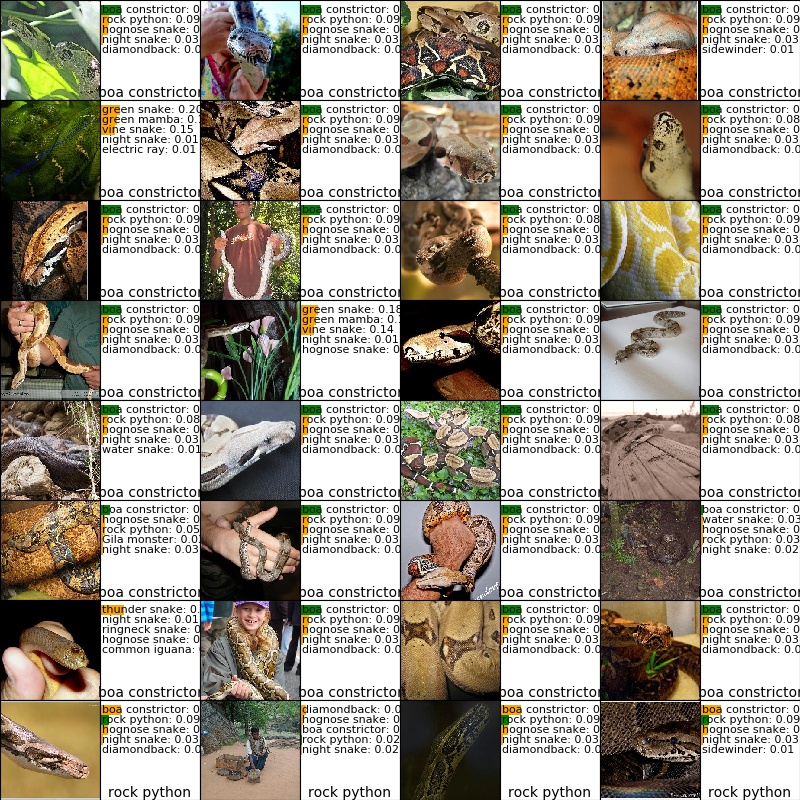 boa constrictor: 0
rock python: 0.09
hognose snake: 0
night snake: 0.03
diamondback: 0.0
boa constrictor
boa constrictor: 0
rock python: 0.09
hognose snake: 0
night snake: 0.03
diamondback: 0.0
boa constrictor
boa constrictor: 0
rock python: 0.09
hognose snake: 0
night snake: 0.03
diamondback: 0.0
boa constrictor
boa constrictor: 0
rock python: 0.09
hognose snake: 0
night snake: 0.03
sidewinder: 0.01
boa constrictor
green snake: 0.20
green mamba: 0.
vine snake: 0.15
night snake: 0.01
electric ray: 0.01
boa constrictor
boa constrictor: 0
rock python: 0.09
hognose snake: 0
night snake: 0.03
diamondback: 0.0
boa constrictor
boa constrictor: 0
rock python: 0.09
hognose snake: 0
night snake: 0.03
diamondback: 0.0
boa constrictor
boa constrictor: 0
rock python: 0.08
hognose snake: 0
night snake: 0.03
diamondback: 0.0
boa constrictor
boa constrictor: 0
rock python: 0.09
hognose snake: 0
night snake: 0.03
diamondback: 0.0
boa constrictor
boa constrictor: 0
rock python: 0.09
hognose snake: 0
night snake: 0.03
diamondback: 0.0
boa constrictor
boa constrictor: 0
rock python: 0.08
hognose snake: 0
night snake: 0.03
diamondback: 0.0
boa constrictor
boa constrictor: 0
rock python: 0.09
hognose snake: 0
night snake: 0.03
diamondback: 0.0
boa constrictor
boa constrictor: 0
rock python: 0.09
hognose snake: 0
night snake: 0.03
diamondback: 0.0
boa constrictor
green snake: 0.18
green mamba: 0.
vine snake: 0.14
night snake: 0.01
hognose snake: 0
boa constrictor
boa constrictor: 0
rock python: 0.09
hognose snake: 0
night snake: 0.03
diamondback: 0.0
boa constrictor
boa constrictor: 0
rock python: 0.09
hognose snake: 0
night snake: 0.03
diamondback: 0.0
boa constrictor
boa constrictor: 0
rock python: 0.08
hognose snake: 0
night snake: 0.03
water snake: 0.01
boa constrictor
boa constrictor: 0
rock python: 0.09
hognose snake: 0
night snake: 0.03
diamondback: 0.0
boa constrictor
boa constrictor: 0
rock python: 0.09
hognose snake: 0
night snake: 0.03
diamondback: 0.0
boa constrictor
boa constrictor: 0
rock python: 0.08
hognose snake: 0
night snake: 0.03
diamondback: 0.0
boa constrictor
boa constrictor: 0
hognose snake: 0
rock python: 0.05
Gila monster: 0.0
night snake: 0.03
boa constrictor
boa constrictor: 0
rock python: 0.09
hognose snake: 0
night snake: 0.03
diamondback: 0.0
boa constrictor
boa constrictor: 0
rock python: 0.09
hognose snake: 0
night snake: 0.03
diamondback: 0.0
boa constrictor
boa constrictor: 0
water snake: 0.03
hognose snake: 0
rock python: 0.0
night snake: 0.02
boa constrictor
thunder snake: 0.
night snake: 0.01
ringneck snake: 0
hognose snake: 0
common iguana:
boa constrictor
boa constrictor: 0
rock python: 0.09
hognose snake: 0
night snake: 0.03
diamondback: 0.0
boa constrictor
boa constrictor: 0
rock python: 0.09
hognose snake: 0
night snake: 0.03
diamondback: 0.0
boa constrictor
boa constrictor: 0
rock python: 0.09
hognose snake: 0
night snake: 0.03
diamondback: 0.0
boa constrictor
boa constrictor: 0
rock python: 0.09
hognose snake: 0
night snake: 0.03
diamondback: 0.0
rock python
diamondback: 0.0
hognose snake: 0
boa constrictor: 0
rock python: 0.02
night snake: 0.02
rock python
boa constrictor: 0
rock python: 0.09
hognose snake: 0
night snake: 0.03
diamondback: 0.0
rock python
boa constrictor: 0
rock python: 0.09
hognose snake: 0
night snake: 0.03
sidewinder: 0.01
rock python